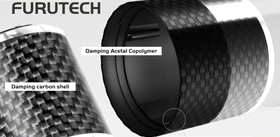 FURUTECH
Damping Acetal Copolymer
Damping carbon shell